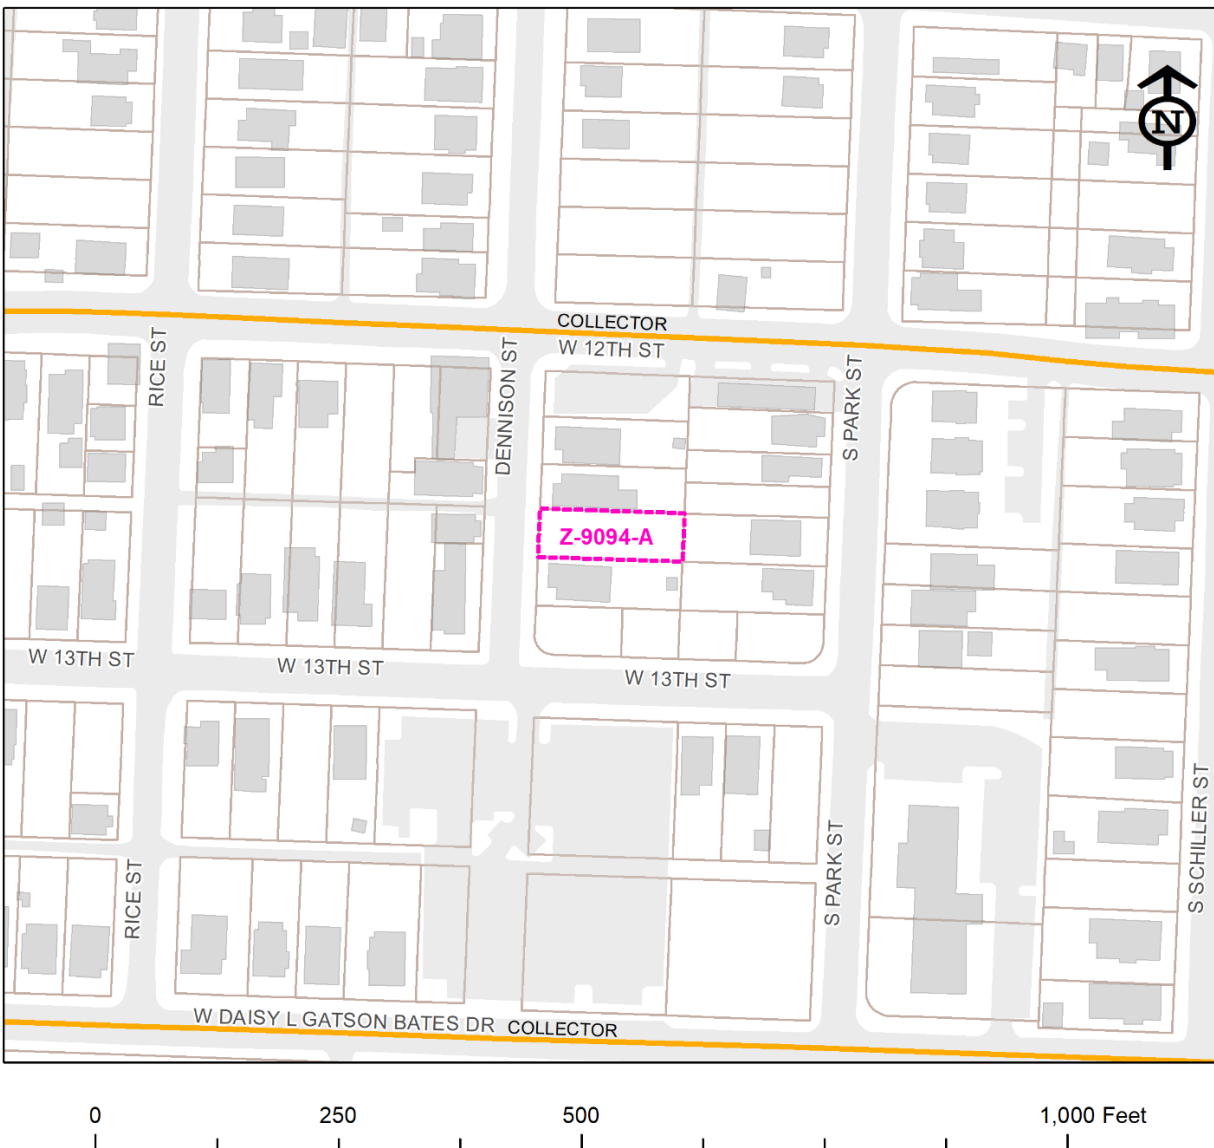 N
COLLECTOR
W 12TH ST
RICE ST
DENNISON ST
S PARK ST
Z-9094-A
W 13TH ST
W 13TH ST
W 13TH ST
S SCHILLER ST
S PARK ST
RICE ST
W DAISY L GATSON BATES DR COLLECTOR
0 250 500 1,000 Feet